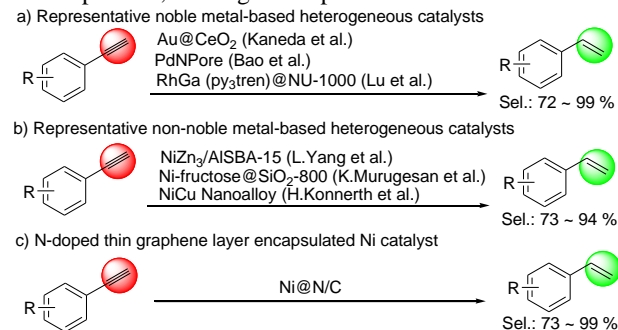 a) Representative noble metal-based heterogeneous catalysts
Au@CeO2 (Kaneda et al.)
PdNPore (Bao et al.)
RhGa (py3tren)@NU-1000 (Lu et al.)
R
R
Sel.: 72 ~ 99 %
b) Representative non-noble metal-based heterogeneous catalysts
NiZn3/AlSBA-15 (L.Yang et al.)
Ni-fructose@SiO2-800 (K.Murugesan et al.)
NiCu Nanoalloy (H.Konnerth et al.)
R
R
Sel.: 73 ~ 94 %
c) N-doped thin graphene layer encapsulated Ni catalyst
Ni@N/C
R
R
Sel.: 73 ~ 99 %